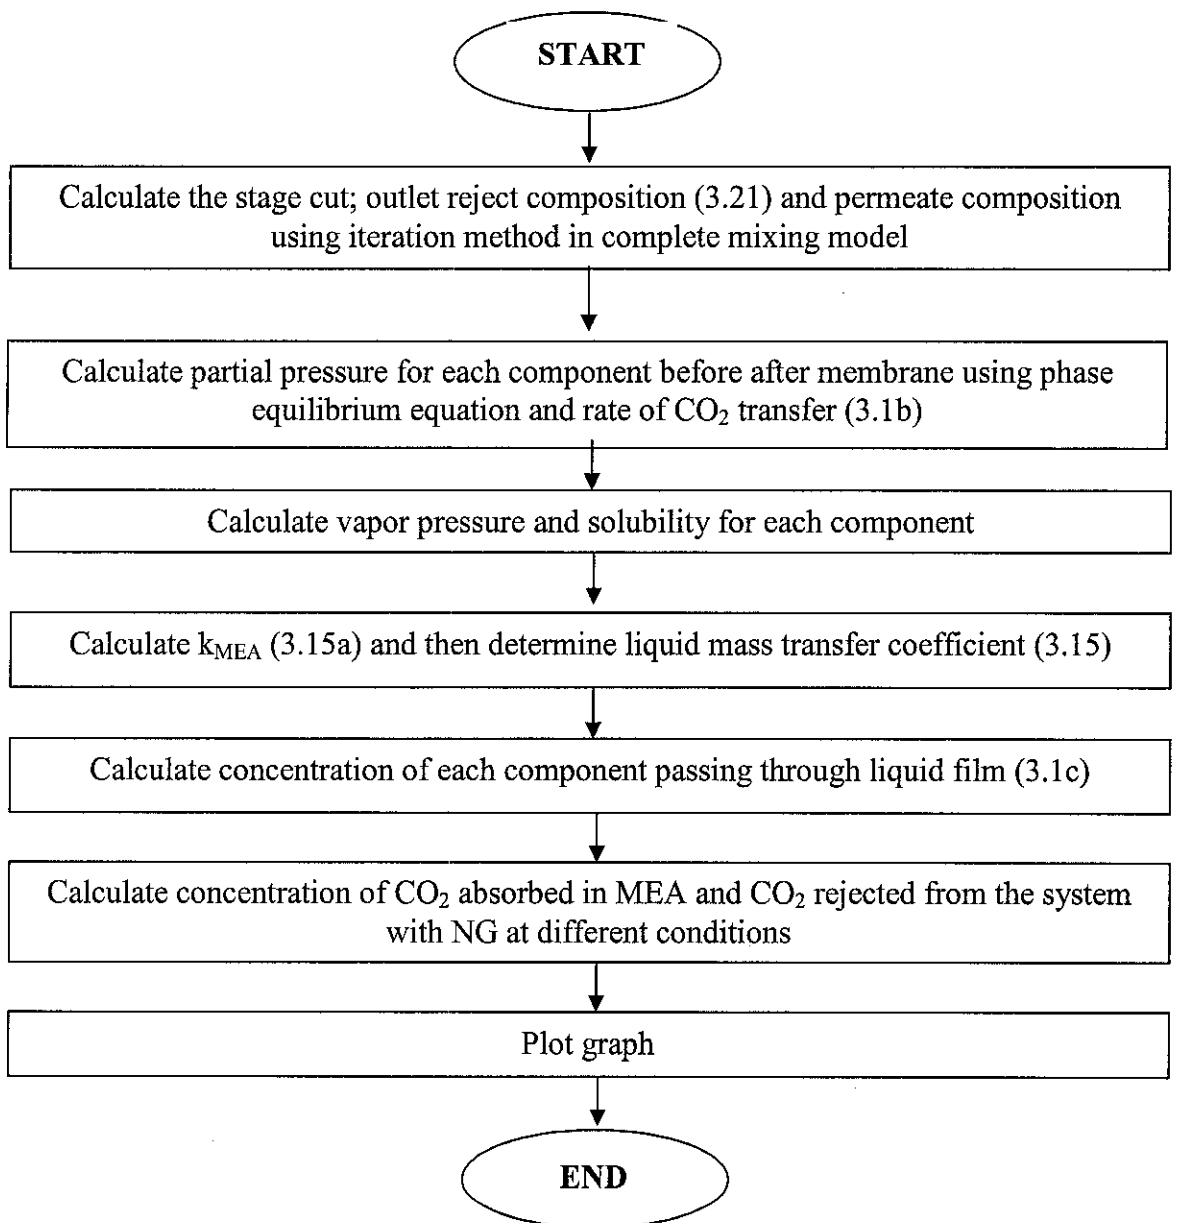 START
Calculate the stage cut; outlet reject composition (3.21) and permeate composition
using iteration method in complete mixing model
Calculate partial pressure for each component before after membrane using phase
equilibrium equation and rate of CO₂ transfer (3.1b)
Calculate vapor pressure and solubility for each component
Calculate kMEA (3.15a) and then determine liquid mass transfer coefficient (3.15)
Calculate concentration of each component passing through liquid film (3.1c)
Calculate concentration of CO₂ absorbed in MEA and CO₂ rejected from the system
with NG at different conditions
Plot graph
END